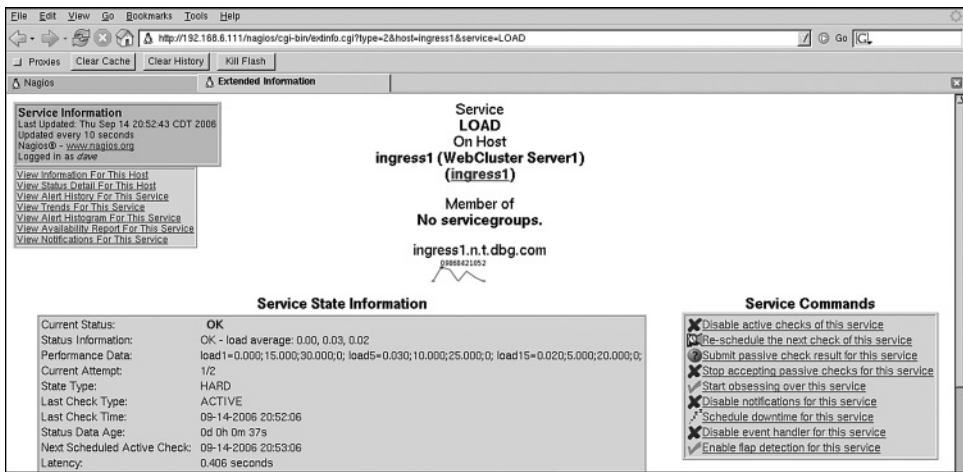 File Edit View Go Bookmarks Tools Help
http://192.168.6.111/nagios/cgi-bin/extinfo.cgi?type=2&host=ingress1&service=LOAD
Go
Proxies Clear Cache Clear History Kill Flash
Nagios
Extended Information
Service Information
Last Updated: Thu Sep 14 20:52:43 CDT 2006
Updated every 10 seconds
Nagios® - www.nagios.org
Logged in as dave
View Information For This Host
View Status Detail For This Host
View Alert History For This Service
View Trends For This Service
View Alert Histogram For This Service
View Availability Report For This Service
View Notifications For This Service
Service
LOAD
On Host
ingress1 (WebCluster Server1)
(ingress1)
Member of
No servicegroups.
ingress1.n.t.dbg.com
Service State Information
Current Status: OK
Status Information: OK - load average: 0.00, 0.03, 0.02
Performance Data: load1=0.000;15.000;30.000;0; load5=0.030;10.000;25.000;0; load15=0.020;5.000;20.000;0;
Current Attempt: 1/2
State Type: HARD
Last Check Type: ACTIVE
Last Check Time: 09-14-2006 20:52:06
Status Data Age: 0d 0h 0m 37s
Next Scheduled Active Check: 09-14-2006 20:53:06
Latency: 0.406 seconds
Service Commands
Disable active checks of this service
Re-schedule the next check of this service
Submit passive check result for this service
Stop accepting passive checks for this service
Start obsessing over this service
Disable notifications for this service
Schedule downtime for this service
Disable event handler for this service
Enable flap detection for this service